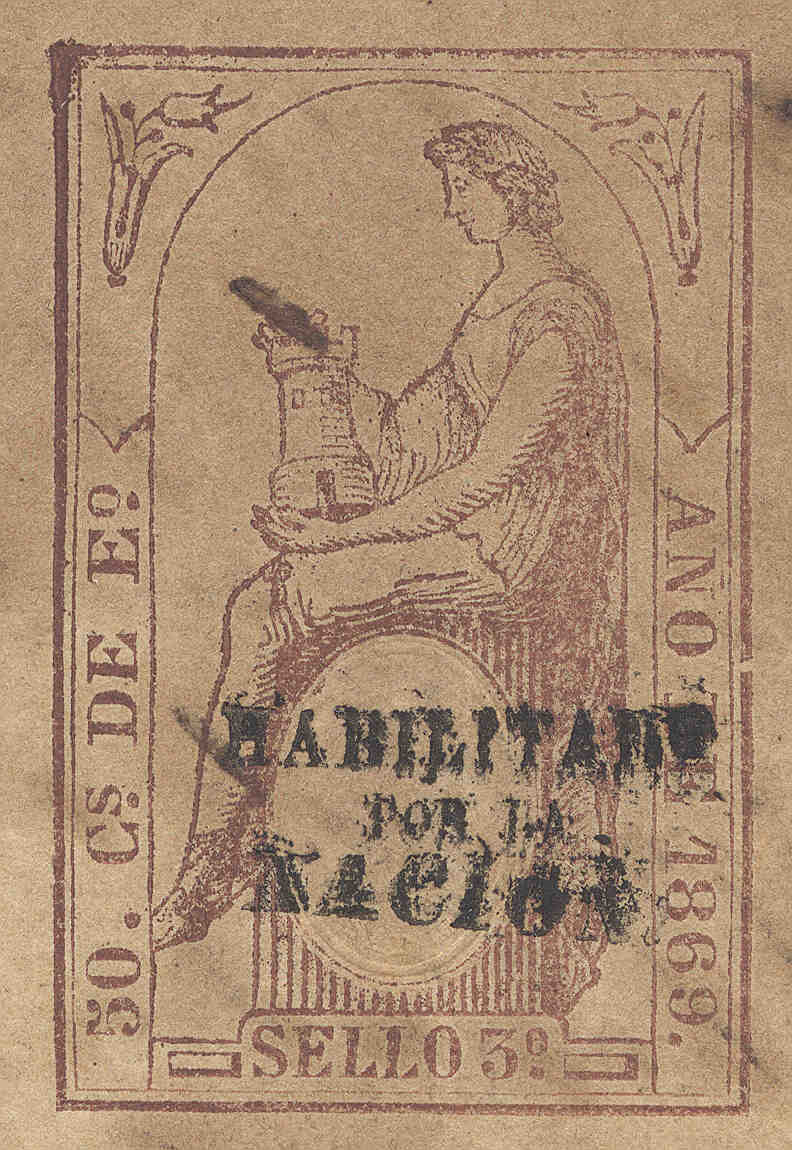 50. Cs. DE Eº
AÑO DE 1869.
HABILITADO
POR LA
NACION
SELLO 3º